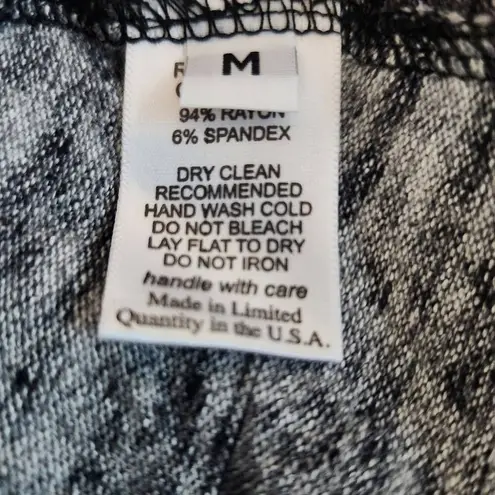 M
94% RAYON
6% SPANDEX
DRY CLEAN
RECOMMENDED
HAND WASH COLD
DO NOT BLEACH
LAY FLAT TO DRY
DO NOT IRON
handle with care
Made in Limited
Quantity in the U.S.A.